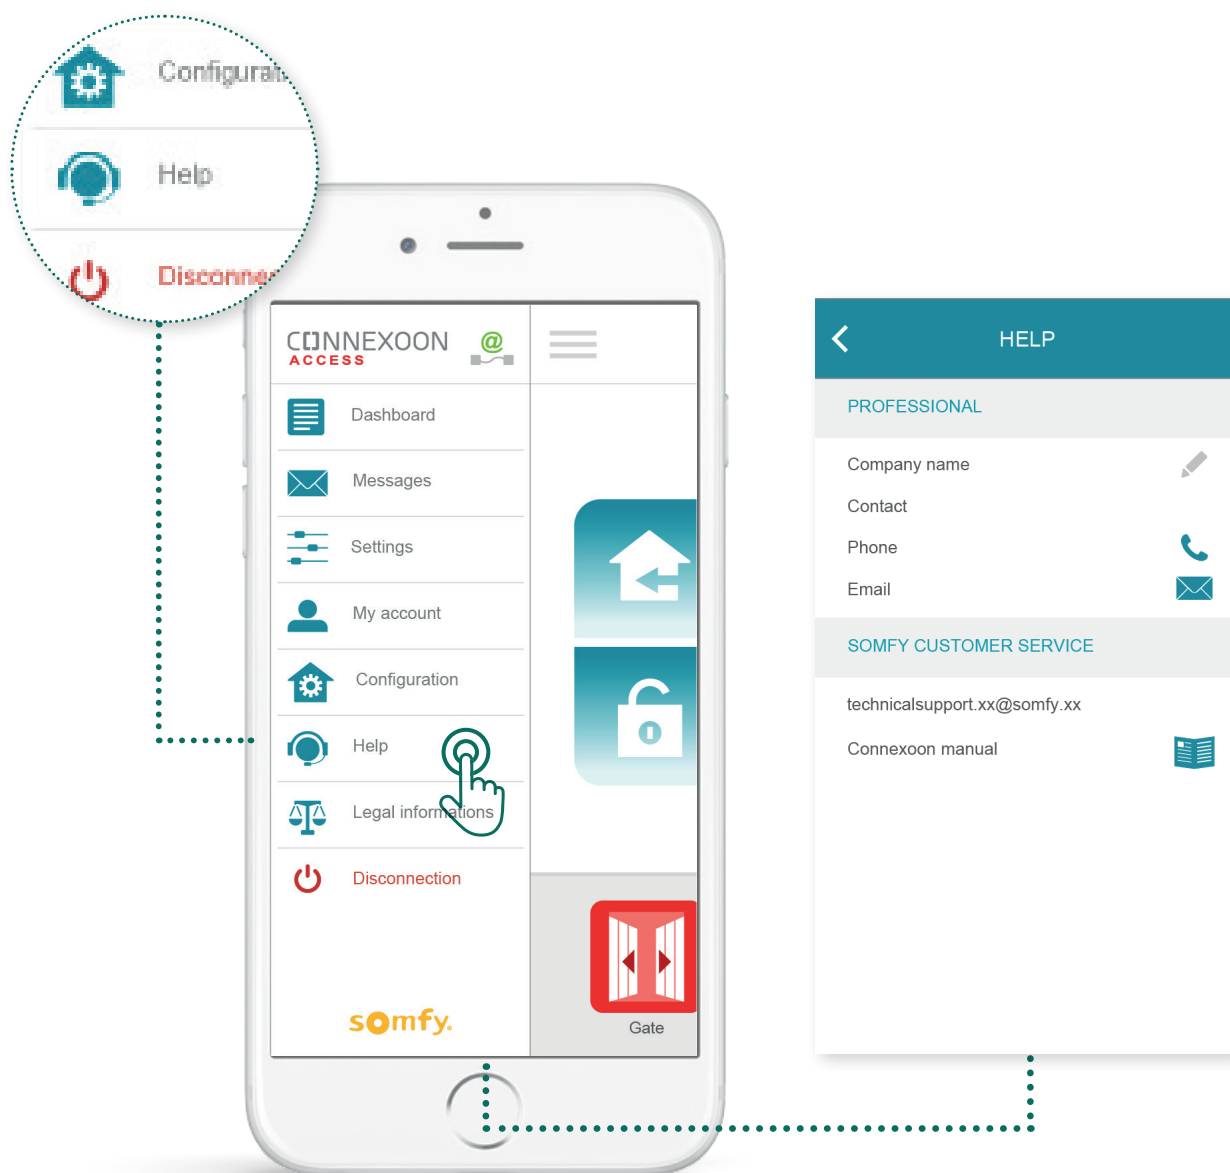 Configurati
Help
Disconne
CONNEXOON
ACCESS
@
Dashboard
Messages
Settings
My account
Configuration
Help
Legal informations
Disconnection
somfy.
Gate
HELP
PROFESSIONAL
Company name
Contact
Phone
Email
SOMFY CUSTOMER SERVICE
technicalsupport.xx@somfy.xx
Connexoon manual